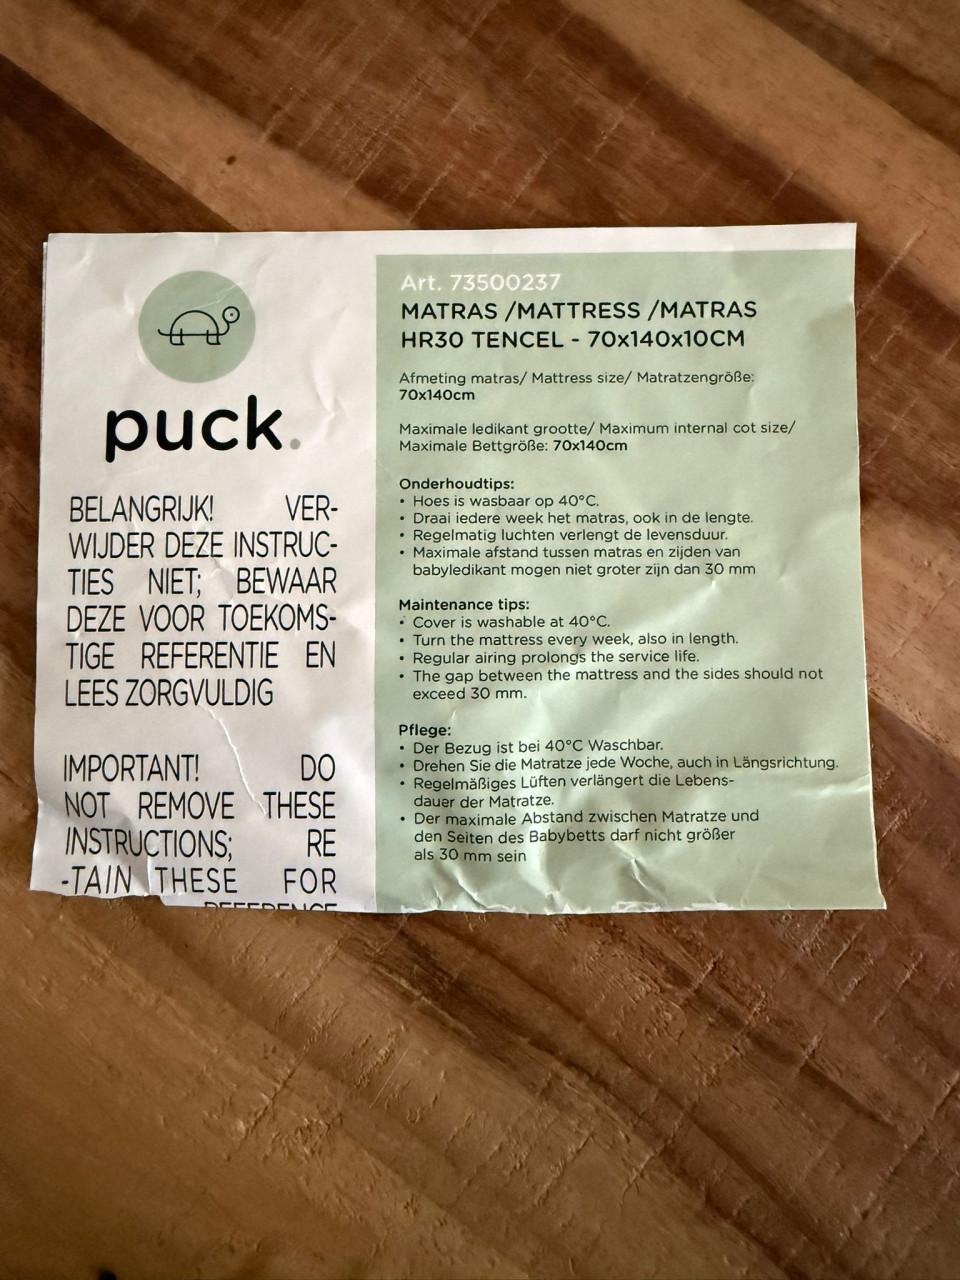 puck.
BELANGRIJK! VER-
WIJDER DEZE INSTRUC-
TIES NIET; BEWAAR
DEZE VOOR TOEKOMS-
TIGE REFERENTIE EN
LEES ZORGVULDIG
IMPORTANT! DO
NOT REMOVE THESE
INSTRUCTIONS; RE
-TAIN THESE FOR
REFERENCE
Art. 73500237
MATRAS /MATTRESS /MATRAS
HR30 TENCEL - 70x140x10CM
Afmeting matras/ Mattress size/ Matratzengröße:
70x140cm
Maximale ledikant grootte/ Maximum internal cot size/
Maximale Bettgröße: 70x140cm
Onderhoudtips:
• Hoes is wasbaar op 40°C.
• Draai iedere week het matras, ook in de lengte.
• Regelmatig luchten verlengt de levensduur.
• Maximale afstand tussen matras en zijden van
babyledikant mogen niet groter zijn dan 30 mm
Maintenance tips:
• Cover is washable at 40°C.
• Turn the mattress every week, also in length.
• Regular airing prolongs the service life.
• The gap between the mattress and the sides should not
exceed 30 mm.
Pflege:
• Der Bezug ist bei 40°C Waschbar.
• Drehen Sie die Matratze jede Woche, auch in Längsrichtung.
• Regelmäßiges Lüften verlängert die Lebens-
dauer der Matratze.
• Der maximale Abstand zwischen Matratze und
den Seiten des Babybetts darf nicht größer
als 30 mm sein